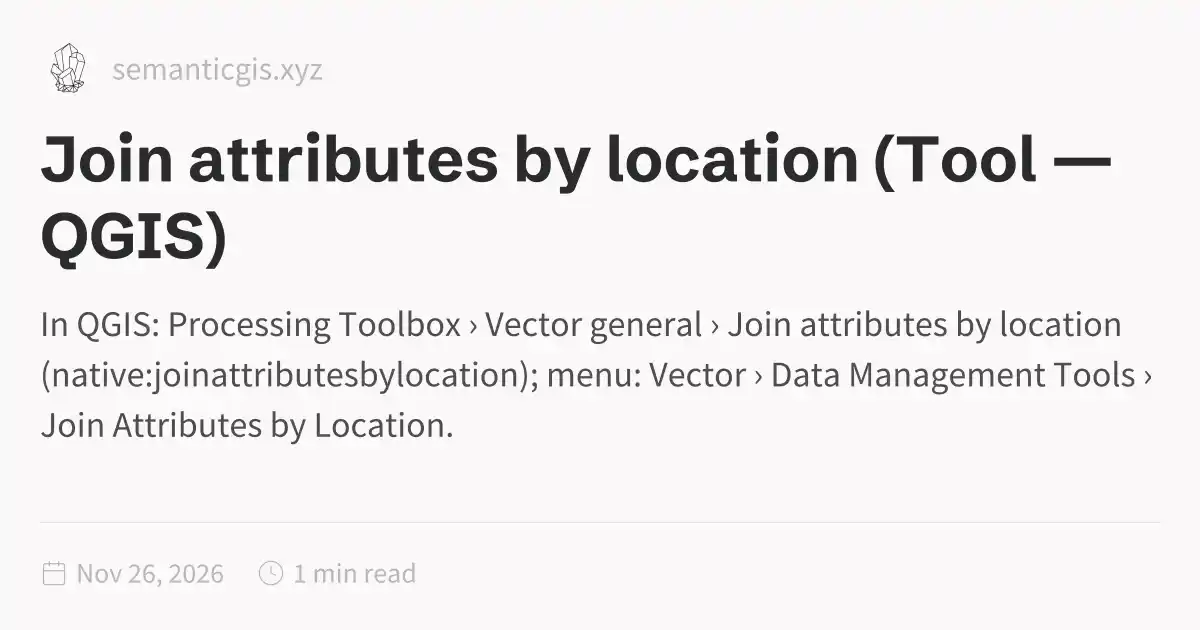 semanticgis.xyz
Join attributes by location (Tool —
QGIS)
In QGIS: Processing Toolbox › Vector general › Join attributes by location
(native:joinattributesbylocation); menu: Vector › Data Management Tools ›
Join Attributes by Location.
Nov 26, 2026 1 min read